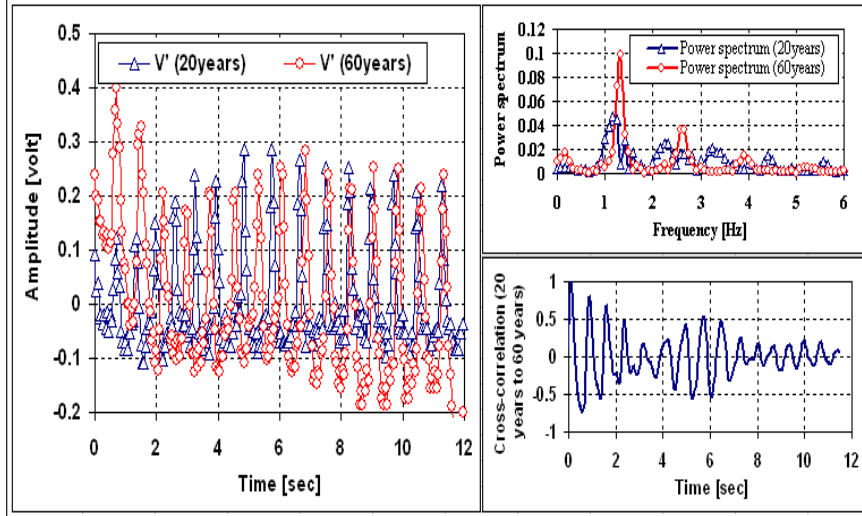 0.5
0.4
0.3
0.2
0.1
0
-0.1
-0.2
Amplitude [volt]
V' (20years) V' (60years)
0 2 4 6 8 10 12
Time [sec]
0.12
0.1
0.08
0.06
0.04
0.02
0
Power spectrum
Power spectrum (20years)
Power spectrum (60years)
0 1 2 3 4 5 6
Frequency [Hz]
1
0.5
0
-0.5
-1
Cross-correlation (20
years to 60 years)
0 2 4 6 8 10 12
Time [sec]